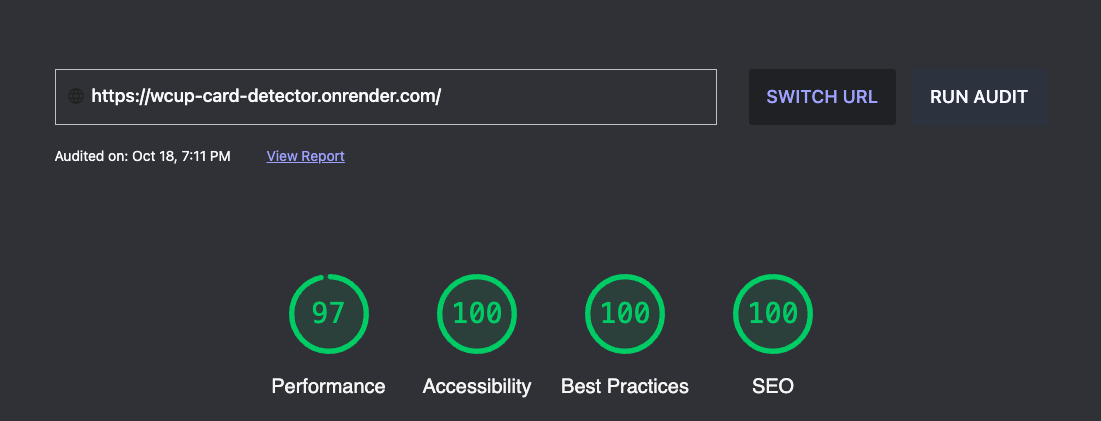 https://wcup-card-detector.onrender.com/
SWITCH URL
RUN AUDIT
Audited on: Oct 18, 7:11 PM
View Report
97
100
100
100
Performance
Accessibility
Best Practices
SEO